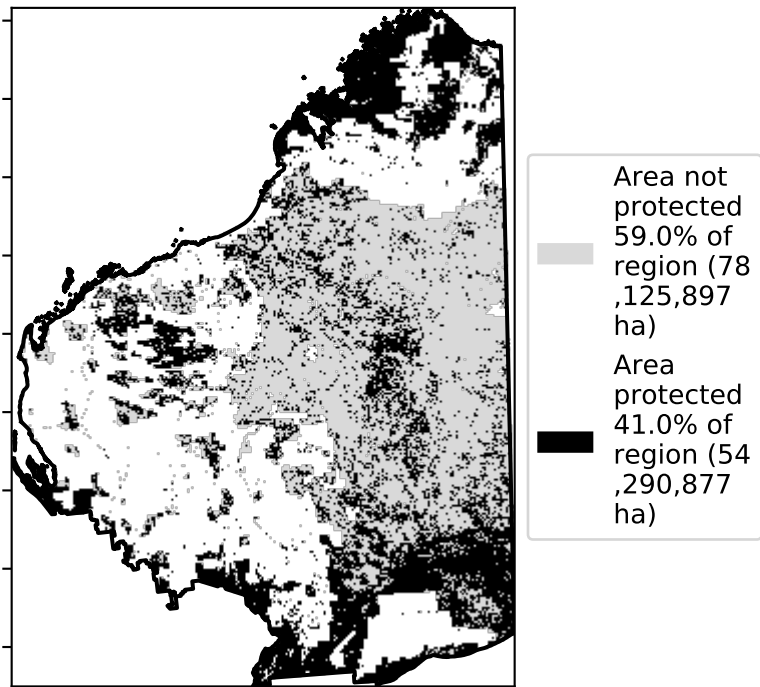 Area not
protected
59.0% of
region (78
,125,897
ha)
Area
protected
41.0% of
region (54
,290,877
ha)